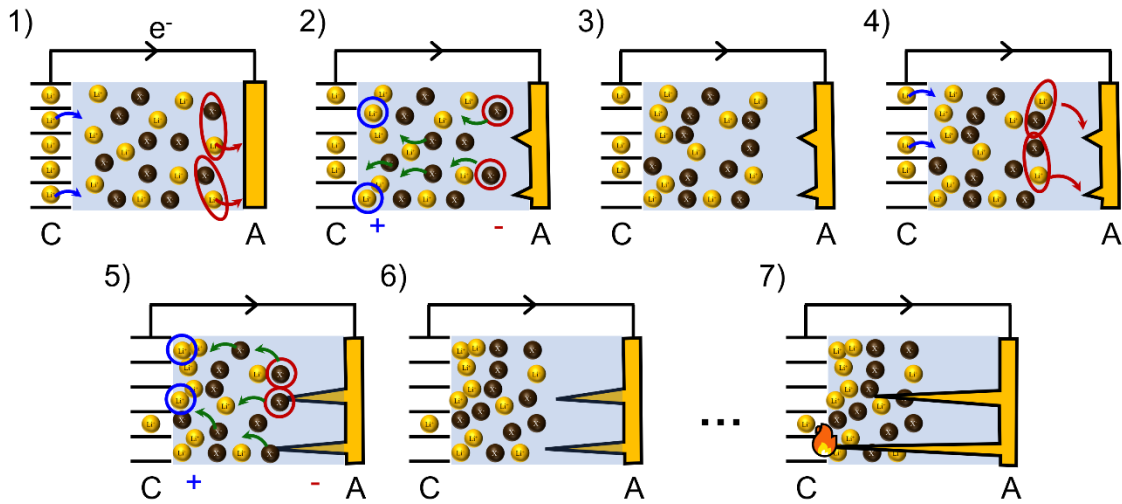 1) e⁻ 2) 3) 4)
C A C + - A C A C A
5) 6) 7)
...
C + - A C A C A